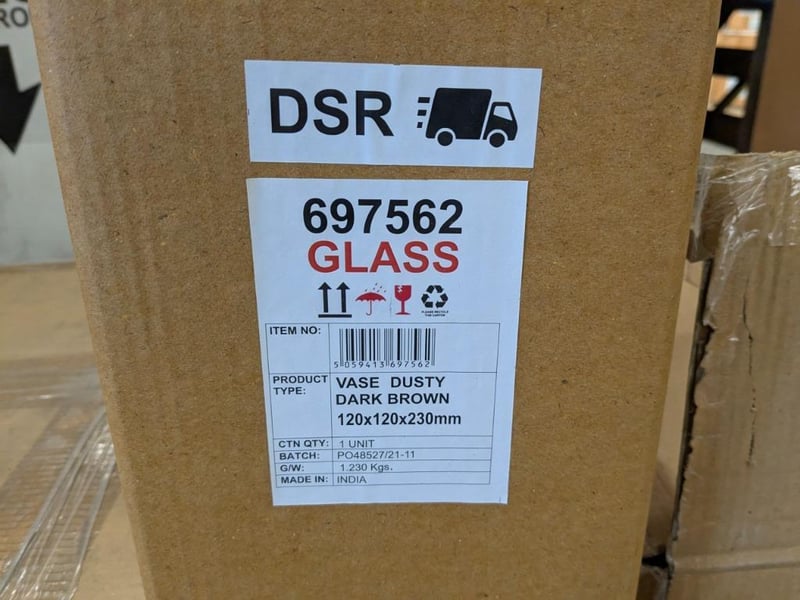 RO
DSR
697562
GLASS
PLEASE RECYCLE
THIS CARTON
ITEM NO:
5 059413 697562
PRODUCT TYPE: VASE DUSTY
DARK BROWN
120x120x230mm
CTN QTY: 1 UNIT
BATCH: PO48527/21-11
G/W: 1.230 Kgs.
MADE IN: INDIA